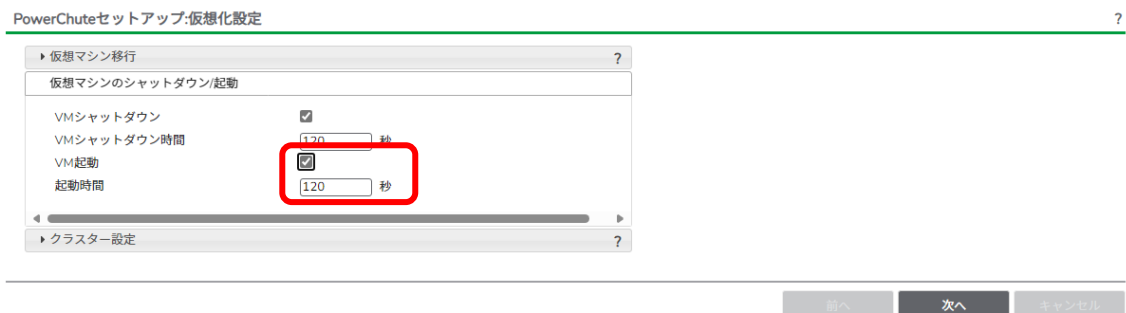 PowerChuteセットアップ:仮想化設定 ?
仮想マシン移行 ?
仮想マシンのシャットダウン/起動
VMシャットダウン
VMシャットダウン時間 120 秒
VM起動
起動時間 120 秒
クラスター設定 ?
前へ 次へ キャンセル